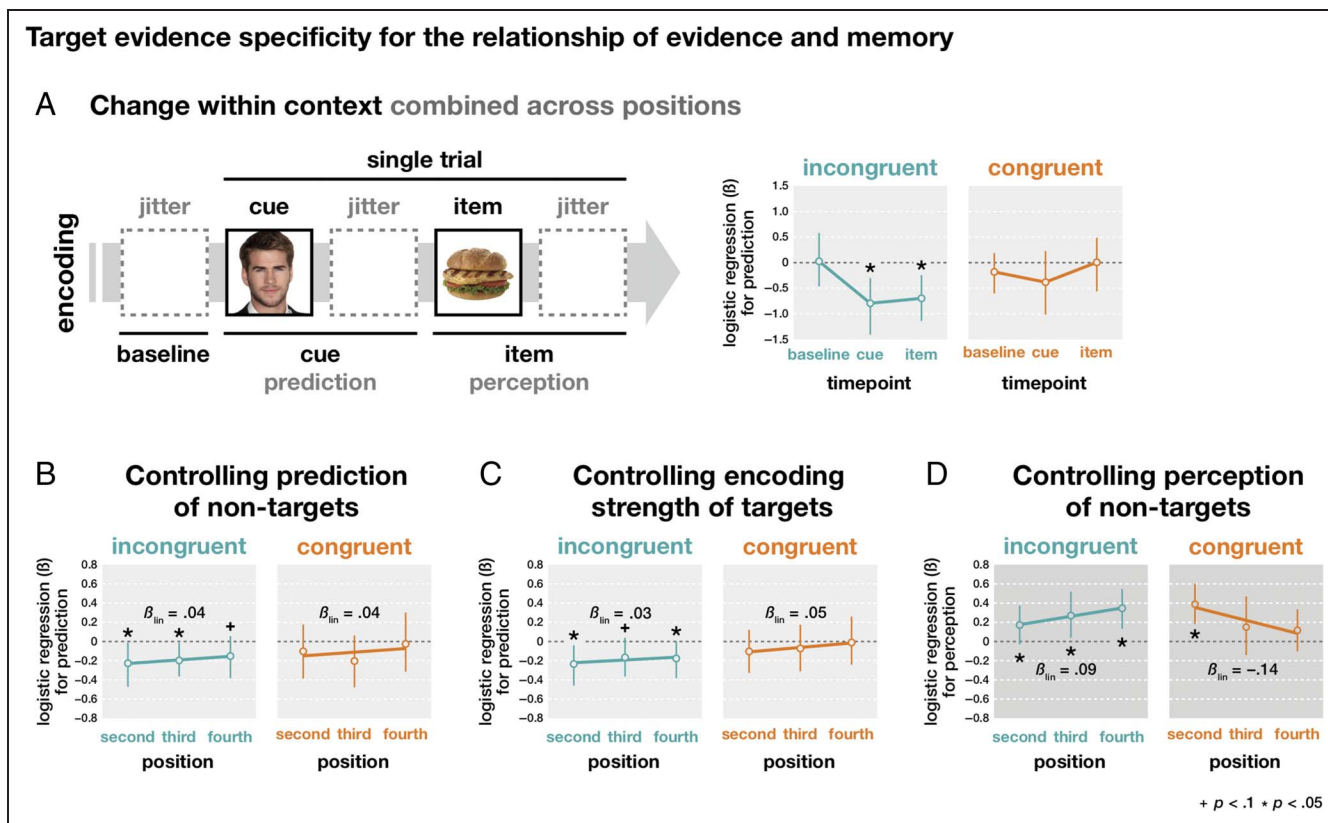 Target evidence specificity for the relationship of evidence and memory
A Change within context combined across positions
encoding
single trial
jitter cue jitter item jitter
baseline cue item
prediction perception
incongruent congruent
logistic regression (ß)
for prediction
1.5
1.0
0.5
0
−0.5
−1.0
−1.5
* *
baseline cue item baseline cue item
timepoint timepoint
B Controlling prediction
of non-targets
incongruent congruent
logistic regression (ß)
for prediction
0.8
0.6
0.4
0.2
0
−0.2
−0.4
−0.6
−0.8
ßlin = .04 ßlin = .04
* * +
second third fourth second third fourth
position position
C Controlling encoding
strength of targets
incongruent congruent
logistic regression (ß)
for prediction
0.8
0.6
0.4
0.2
0
−0.2
−0.4
−0.6
−0.8
ßlin = .03 ßlin = .05
* + *
second third fourth second third fourth
position position
D Controlling perception
of non-targets
incongruent congruent
logistic regression (ß)
for perception
0.8
0.6
0.4
0.2
0
−0.2
−0.4
−0.6
−0.8
* * * *
ßlin = .09 ßlin = −.14
second third fourth second third fourth
position position
+ p < .1 * p < .05